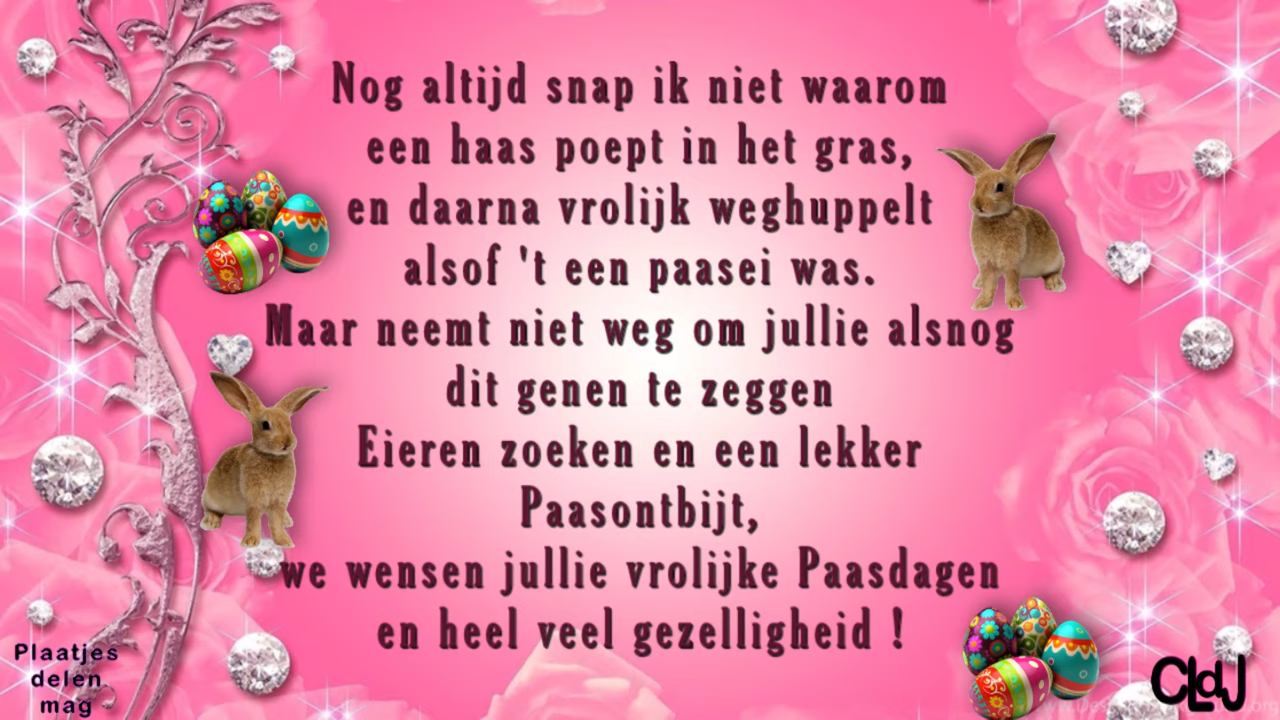 Nog altijd snap ik niet waarom
een haas poept in het gras,
en daarna vrolijk weghuppelt
alsof 't een paasei was.
Maar neemt niet weg om jullie alsnog
dit genen te zeggen
Eieren zoeken en een lekker
Paasontbijt,
we wensen jullie vrolijke Paasdagen
en heel veel gezelligheid !
Plaatjes
delen
mag
CLdJ